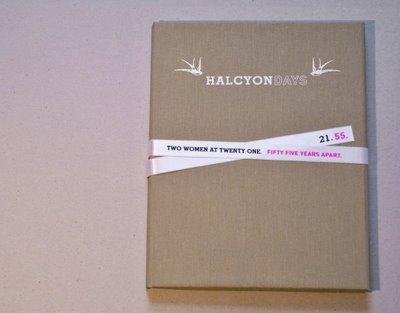 HALCYONDAYS
21.55.
TWO WOMEN AT TWENTY ONE. FIFTY FIVE YEARS APART.